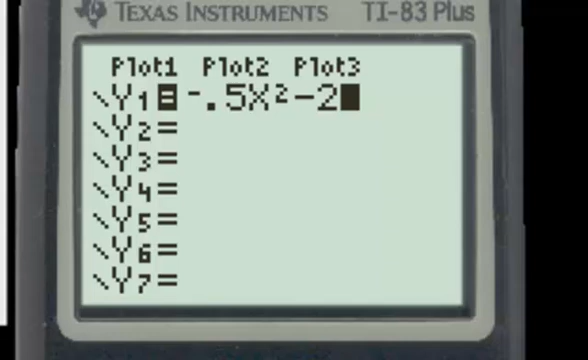 TEXAS INSTRUMENTS TI-83 Plus
Plot1 Plot2 Plot3
\Y1=-.5X²-2
\Y2=
\Y3=
\Y4=
\Y5=
\Y6=
\Y7=